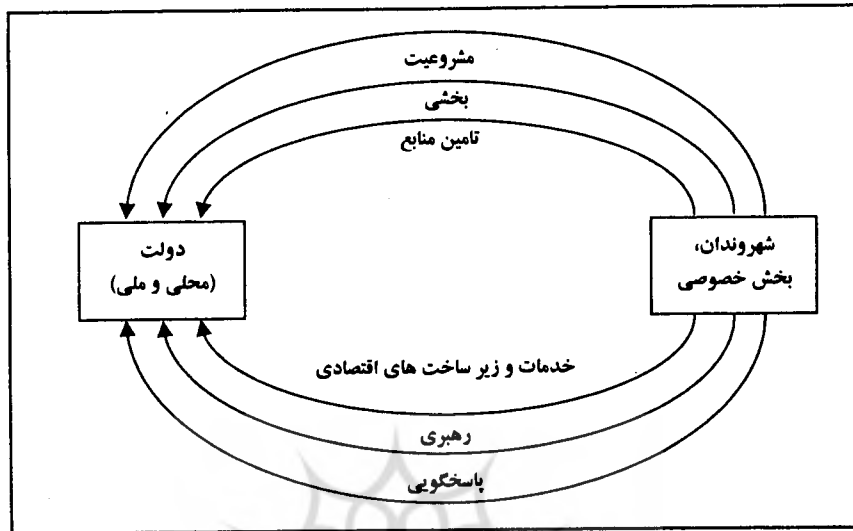 مشروعیت
بخشی
تامین منابع
شهروندان،
بخش خصوصی
دولت
(محلی و ملی)
خدمات و زیر ساخت های اقتصادی
رهبری
پاسخگویی